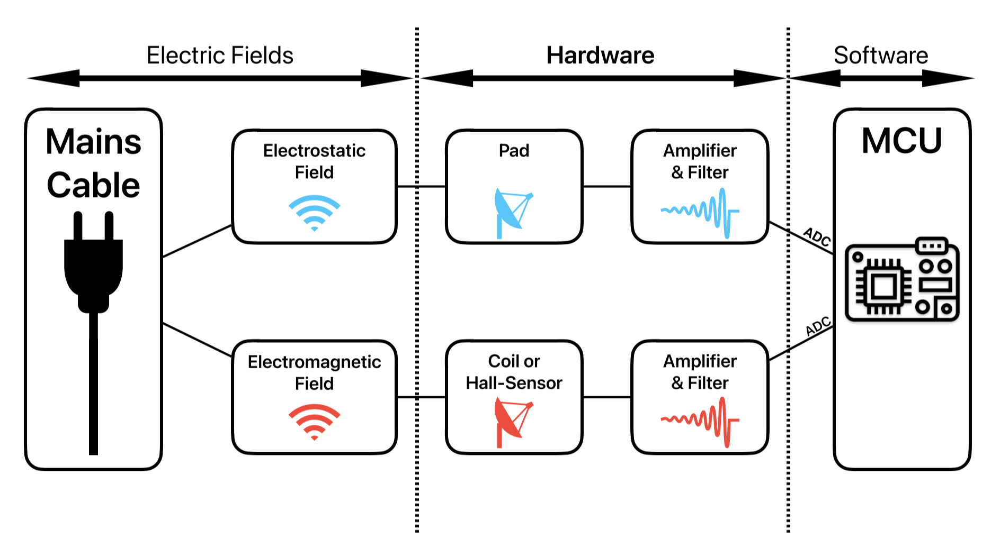 Electric Fields
Hardware
Software
Mains
Cable
Electrostatic
Field
Pad
Amplifier
& Filter
ADC
MCU
Electromagnetic
Field
Coil or
Hall-Sensor
Amplifier
& Filter
ADC